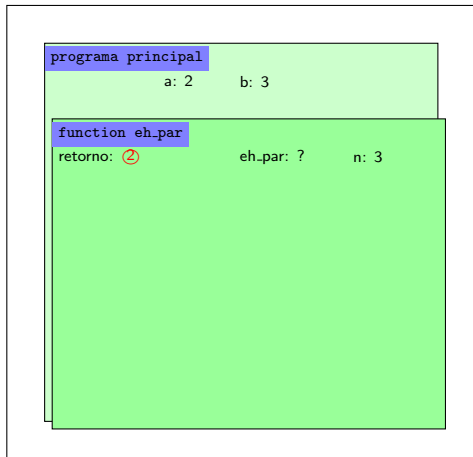 programa principal
a: 2 b: 3
function eh_par
retorno: 2 eh_par: ? n: 3